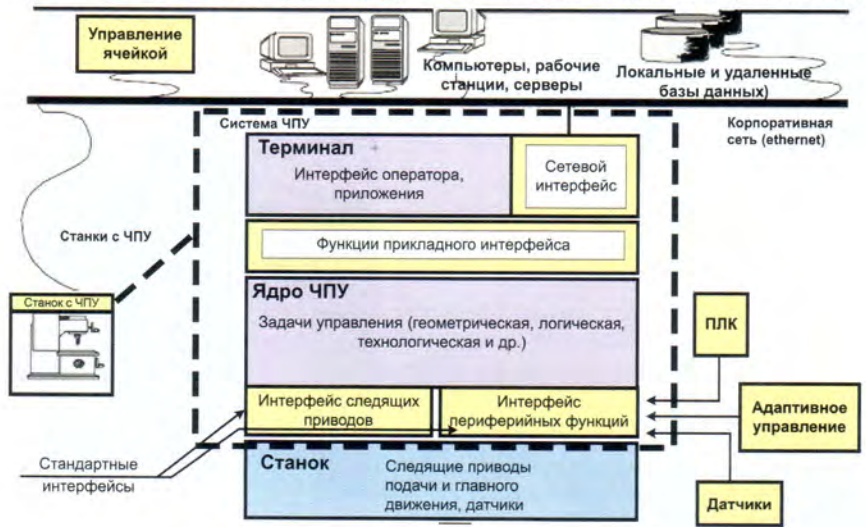 Управление
ячейкой
Компьютеры, рабочие
станции, серверы
Локальные и удаленные
базы данных)
Корпоративная
сеть (ethernet)
Система ЧПУ
Терминал
Интерфейс оператора,
приложения
Сетевой
интерфейс
Станки с ЧПУ
Функции прикладного интерфейса
Станок с ЧПУ
Ядро ЧПУ
Задачи управления (геометрическая, логическая,
технологическая и др.)
ПЛК
Интерфейс следящих
приводов
Интерфейс
периферийных функций
Адаптивное
управление
Стандартные
интерфейсы
Станок
Следящие приводы
подачи и главного
движения, датчики
Датчики